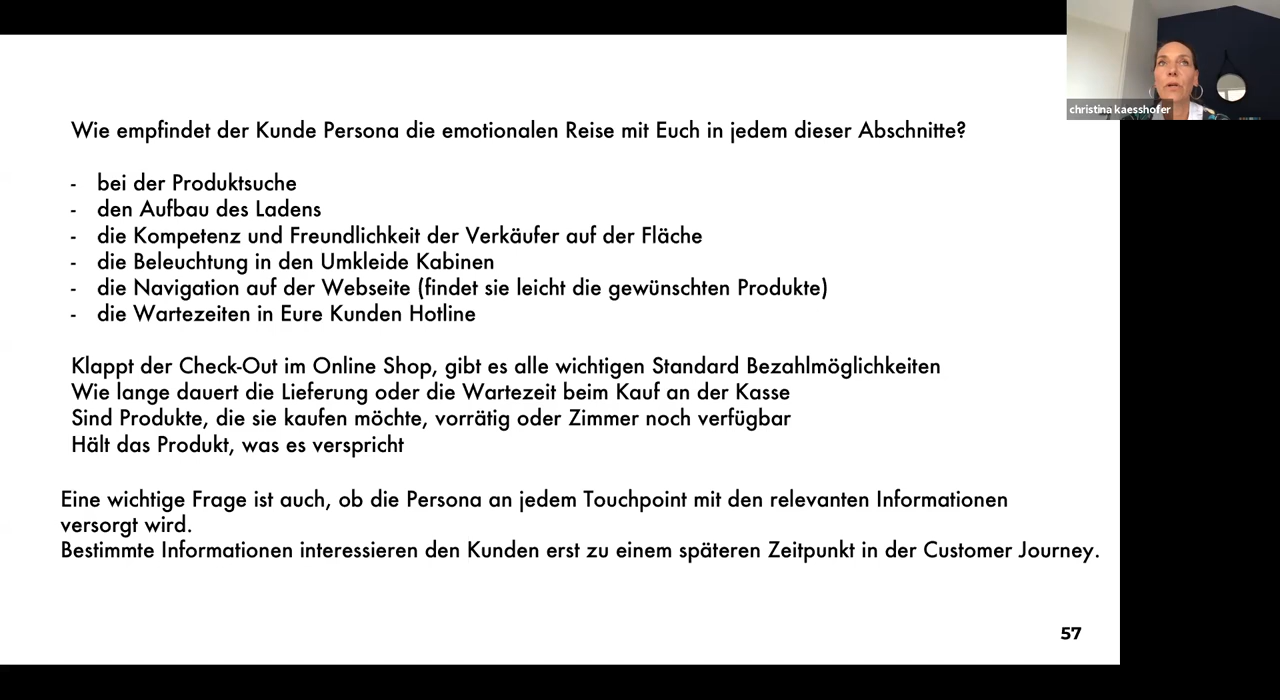 christina kaesshofer
Wie empfindet der Kunde Persona die emotionalen Reise mit Euch in jedem dieser Abschnitte?
- bei der Produktsuche
- den Aufbau des Ladens
- die Kompetenz und Freundlichkeit der Verkäufer auf der Fläche
- die Beleuchtung in den Umkleide Kabinen
- die Navigation auf der Webseite (findet sie leicht die gewünschten Produkte)
- die Wartezeiten in Eure Kunden Hotline
Klappt der Check-Out im Online Shop, gibt es alle wichtigen Standard Bezahlmöglichkeiten
Wie lange dauert die Lieferung oder die Wartezeit beim Kauf an der Kasse
Sind Produkte, die sie kaufen möchte, vorrätig oder Zimmer noch verfügbar
Hält das Produkt, was es verspricht
Eine wichtige Frage ist auch, ob die Persona an jedem Touchpoint mit den relevanten Informationen
versorgt wird.
Bestimmte Informationen interessieren den Kunden erst zu einem späteren Zeitpunkt in der Customer Journey.
57